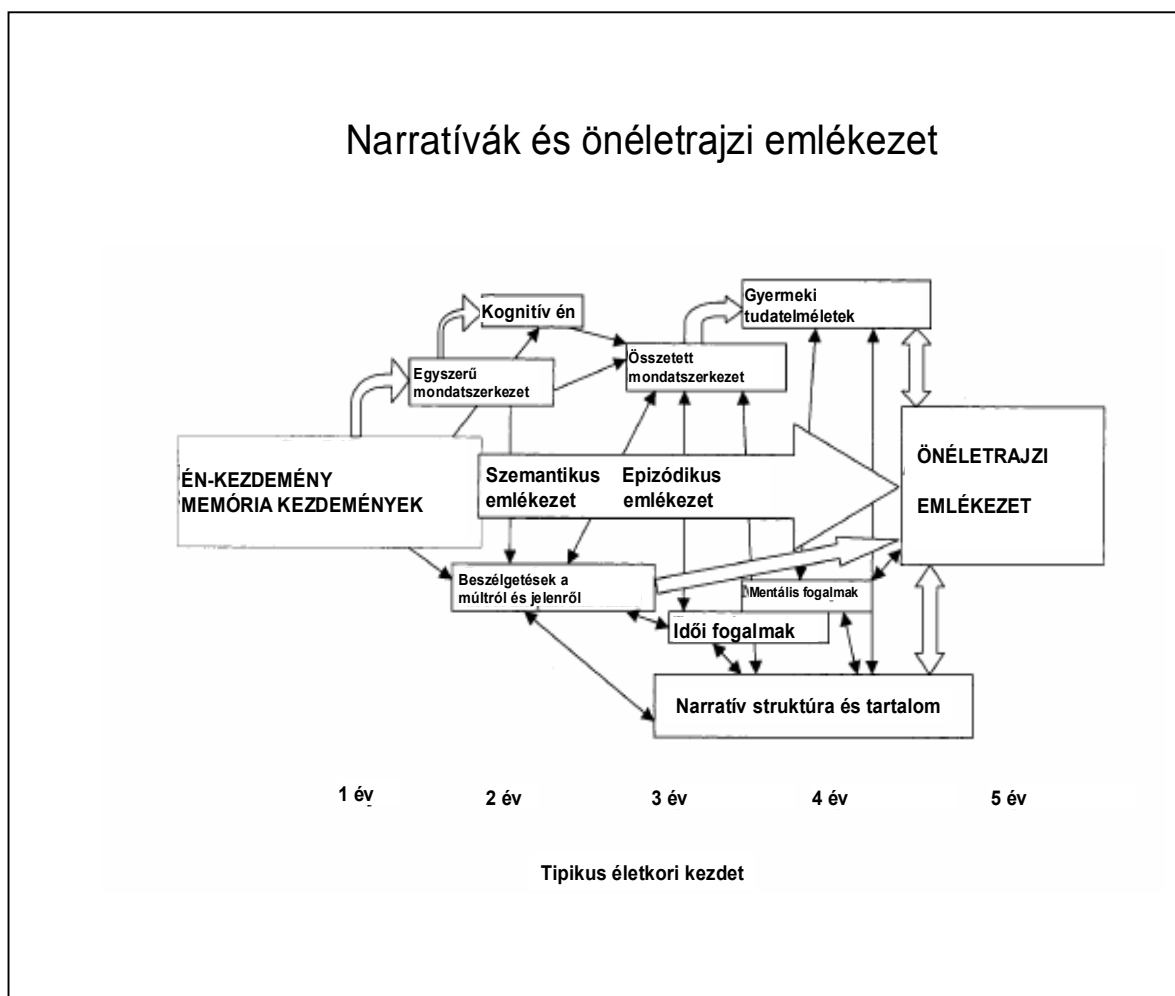 Narratívák és önéletrajzi emlékezet
Kognitív én
Gyermeki
tudatelméletek
Egyszerű
mondatszerkezet
Összetett
mondatszerkezet
ÉN-KEZDEMÉNY
MEMÓRIA KEZDEMÉNYEK
Szemantikus
emlékezet
Epizódikus
emlékezet
ÖNÉLETRAJZI
EMLÉKEZET
Beszélgetések a
múltról és jelenről
Mentális fogalmak
Idői fogalmak
Narratív struktúra és tartalom
1 év
2 év
3 év
4 év
5 év
Tipikus életkori kezdet